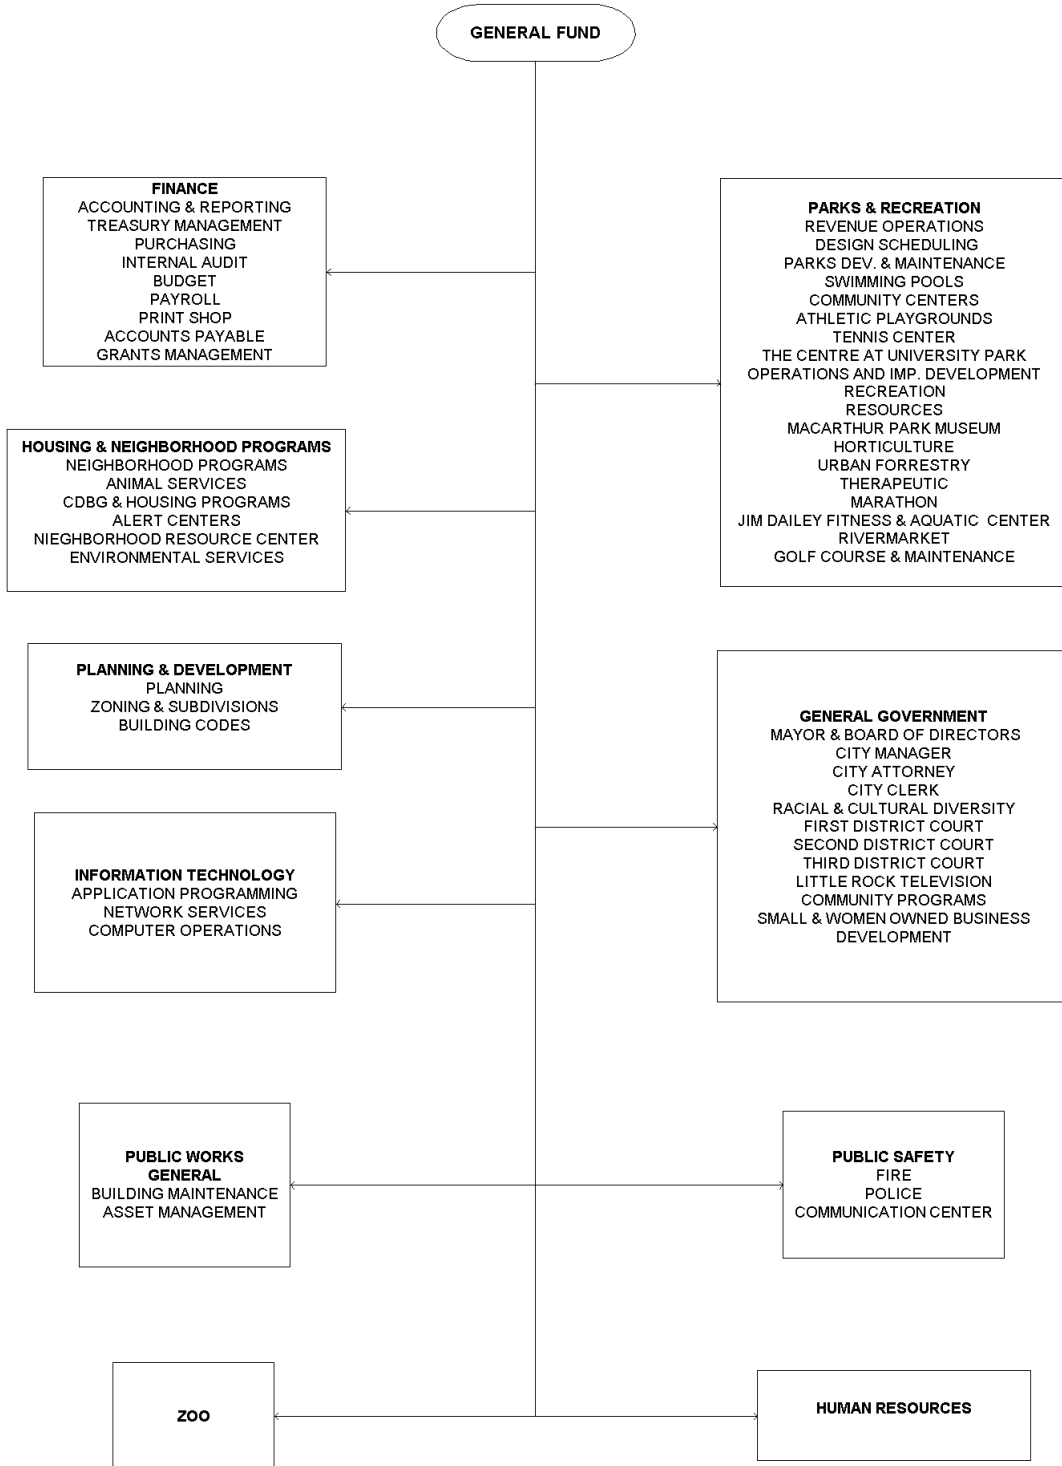 GENERAL FUND
FINANCE
ACCOUNTING & REPORTING
TREASURY MANAGEMENT
PURCHASING
INTERNAL AUDIT
BUDGET
PAYROLL
PRINT SHOP
ACCOUNTS PAYABLE
GRANTS MANAGEMENT
PARKS & RECREATION
REVENUE OPERATIONS
DESIGN SCHEDULING
PARKS DEV. & MAINTENANCE
SWIMMING POOLS
COMMUNITY CENTERS
ATHLETIC PLAYGROUNDS
TENNIS CENTER
THE CENTRE AT UNIVERSITY PARK
OPERATIONS AND IMP. DEVELOPMENT
RECREATION
RESOURCES
MACARTHUR PARK MUSEUM
HORTICULTURE
URBAN FORRESTRY
THERAPEUTIC
MARATHON
JIM DAILEY FITNESS & AQUATIC CENTER
RIVERMARKET
GOLF COURSE & MAINTENANCE
HOUSING & NEIGHBORHOOD PROGRAMS
NEIGHBORHOOD PROGRAMS
ANIMAL SERVICES
CDBG & HOUSING PROGRAMS
ALERT CENTERS
NIEGHBORHOOD RESOURCE CENTER
ENVIRONMENTAL SERVICES
PLANNING & DEVELOPMENT
PLANNING
ZONING & SUBDIVISIONS
BUILDING CODES
GENERAL GOVERNMENT
MAYOR & BOARD OF DIRECTORS
CITY MANAGER
CITY ATTORNEY
CITY CLERK
RACIAL & CULTURAL DIVERSITY
FIRST DISTRICT COURT
SECOND DISTRICT COURT
THIRD DISTRICT COURT
LITTLE ROCK TELEVISION
COMMUNITY PROGRAMS
SMALL & WOMEN OWNED BUSINESS
DEVELOPMENT
INFORMATION TECHNOLOGY
APPLICATION PROGRAMMING
NETWORK SERVICES
COMPUTER OPERATIONS
PUBLIC WORKS
GENERAL
BUILDING MAINTENANCE
ASSET MANAGEMENT
PUBLIC SAFETY
FIRE
POLICE
COMMUNICATION CENTER
ZOO
HUMAN RESOURCES